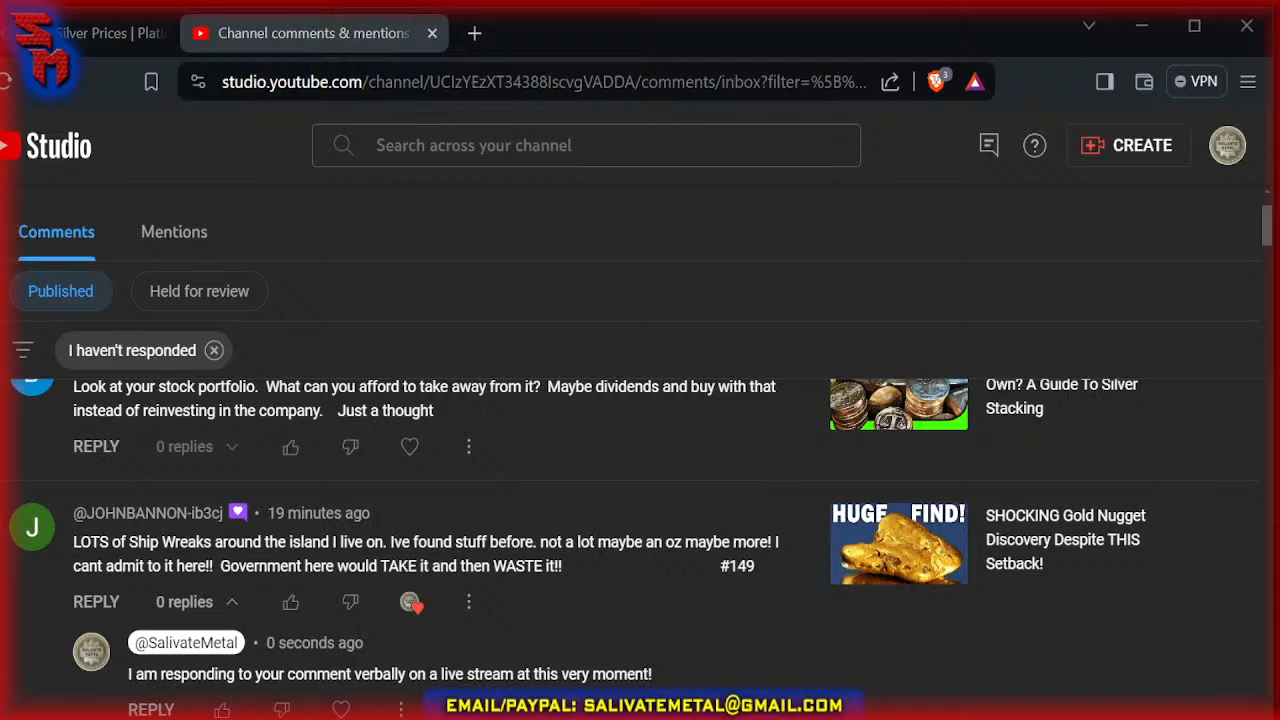 SM
Silver Prices | Plati
Channel comments & mentions
studio.youtube.com/channel/UClzYEzXT34388IscvgVADDA/comments/inbox?filter=%5B%...
3
VPN
Studio
Search across your channel
CREATE
Comments
Mentions
Published
Held for review
I haven't responded
Look at your stock portfolio. What can you afford to take away from it? Maybe dividends and buy with that
instead of reinvesting in the company. Just a thought
Own? A Guide To Silver
Stacking
REPLY
0 replies
J
@JOHNBANNON-ib3cj • 19 minutes ago
LOTS of Ship Wreaks around the island I live on. Ive found stuff before. not a lot maybe an oz maybe more! I
cant admit to it here!! Government here would TAKE it and then WASTE it!! #149
HUGE FIND!
SHOCKING Gold Nugget
Discovery Despite THIS
Setback!
REPLY
0 replies
@SalivateMetal • 0 seconds ago
I am responding to your comment verbally on a live stream at this very moment!
REPLY
EMAIL/PAYPAL: SALIVATEMETAL@GMAIL.COM